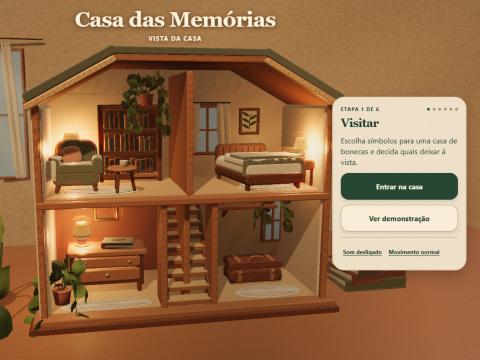 Casa das Memórias
VISTA DA CASA
ETAPA 1 DE 6
Visitar
Escolha símbolos para uma casa de
bonecas e decida quais deixar à
vista.
Entrar na casa
Ver demonstração
Som desligado Movimento normal